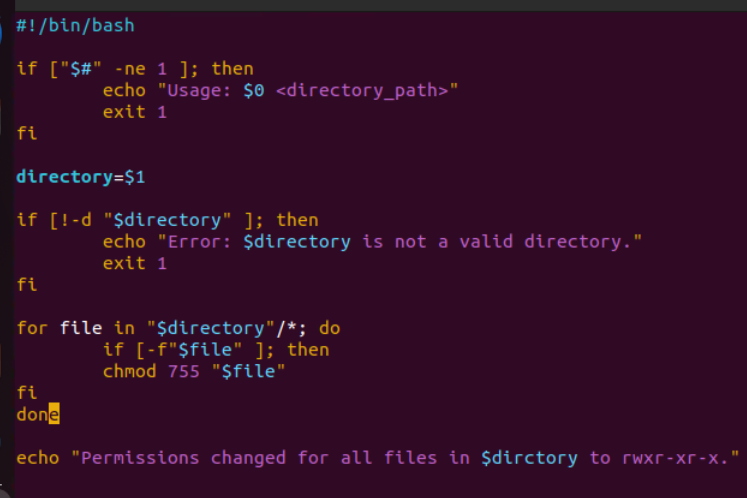 #!/bin/bash
if ["$#" -ne 1 ]; then
echo "Usage: $0 <directory_path>"
exit 1
fi
directory=$1
if [!-d "$directory" ]; then
echo "Error: $directory is not a valid directory."
exit 1
fi
for file in "$directory"/*; do
if [-f"$file" ]; then
chmod 755 "$file"
fi
done
echo "Permissions changed for all files in $dirctory to rwxr-xr-x."